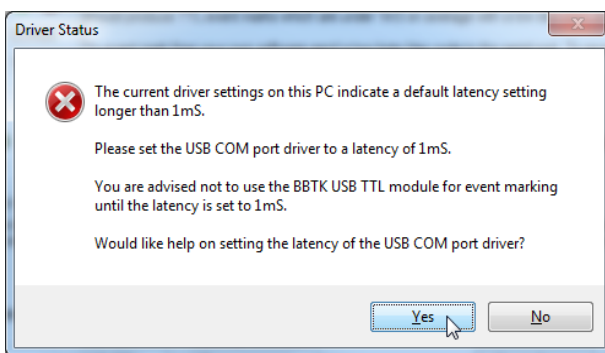 Driver Status
The current driver settings on this PC indicate a default latency setting
longer than 1mS.
Please set the USB COM port driver to a latency of 1mS.
You are advised not to use the BBTK USB TTL module for event marking
until the latency is set to 1mS.
Would like help on setting the latency of the USB COM port driver?
Yes
No